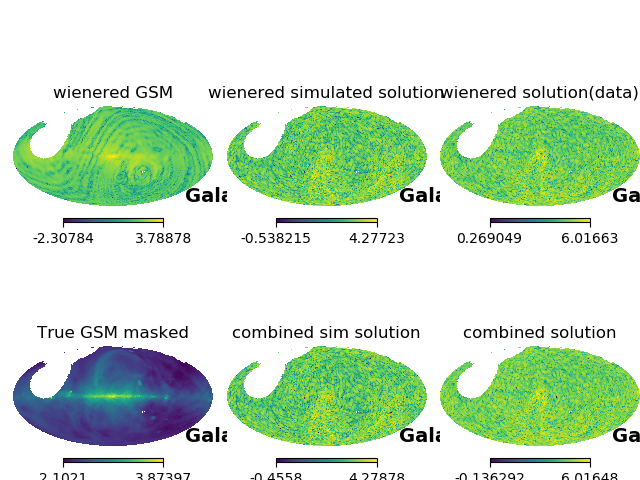 wienered GSM
wienered simulated solution
wienered solution(data)
Gala
Gala
Ga
-2.30784 3.78878
-0.538215 4.27723
0.269049 6.01663
True GSM masked
combined sim solution
combined solution
Gala
Gala
Ga
2.1021 3.87397
-0.4558 4.27878
-0.136292 6.01648